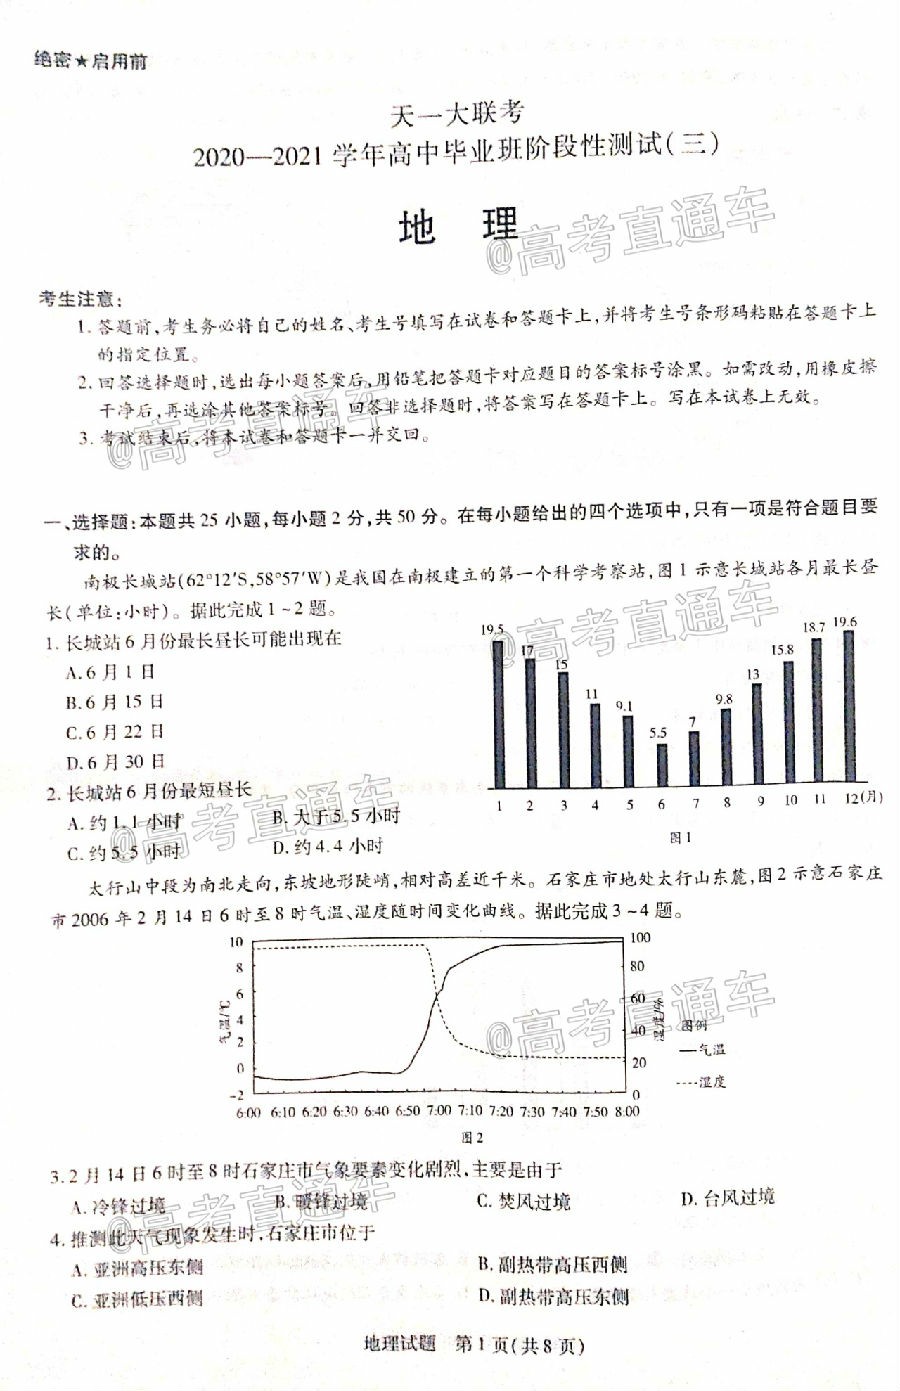 绝密★启用前
天一大联考
2020—2021学年高中毕业班阶段性测试(三)
地 理
@高考直通车
考生注意:
1.答题前,考生务必将自己的姓名、考生号填写在试卷和答题卡上,并将考生号条形码粘贴在答题卡上
的指定位置。
2.回答选择题时,选出每小题答案后,用铅笔把答题卡对应题目的答案标号涂黑。如需改动,用橡皮擦
干净后,再选涂其他答案标号。回答非选择题时,将答案写在答题卡上。写在本试卷上无效。
3.考试结束后,将本试卷和答题卡一并交回。
@高考直通车
一、选择题:本题共25小题,每小题2分,共50分。在每小题给出的四个选项中,只有一项是符合题目要
求的。
南极长城站(62°12′S,58°57′W)是我国在南极建立的第一个科学考察站,图1示意长城站各月最长昼
长(单位:小时)。据此完成1~2题。
@高考直通车
1.长城站6月份最长昼长可能出现在
A.6月1日
B.6月15日
C.6月22日
D.6月30日
2.长城站6月份最短昼长
A.约1.1小时 B.大于5.5小时
C.约5.5小时 D.约4.4小时
@高考直通车
19.5 17 15 11 9.1 5.5 7 9.8 13 15.8 18.7 19.6
1 2 3 4 5 6 7 8 9 10 11 12(月)
图1
太行山中段为南北走向,东坡地形陡峭,相对高差近千米。石家庄市地处太行山东麓,图2示意石家庄
市2006年2月14日6时至8时气温、湿度随时间变化曲线。据此完成3~4题。
10 8 6 4 2 0 -2
气温/℃
100 80 60 40 20 0
湿度/%
图例
气温
湿度
@高考直通车
6:00 6:10 6:20 6:30 6:40 6:50 7:00 7:10 7:20 7:30 7:40 7:50 8:00
图2
3.2月14日6时至8时石家庄市气象要素变化剧烈,主要是由于
A.冷锋过境 B.暖锋过境 C.焚风过境 D.台风过境
@高考直通车
4.推测此天气现象发生时,石家庄市位于
A.亚洲高压东侧 B.副热带高压西侧
C.亚洲低压西侧 D.副热带高压东侧
地理试题 第1页(共8页)